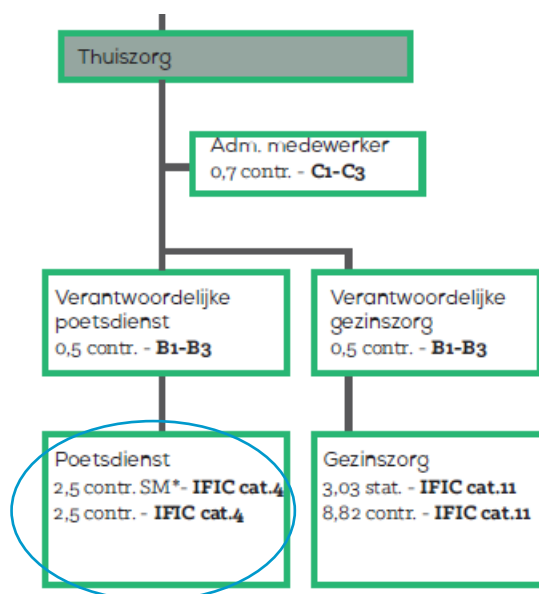 Thuiszorg
Adm. medewerker
0,7 contr. - C1-C3
Verantwoordelijke
poetsdienst
0,5 contr. - B1-B3
Verantwoordelijke
gezinszorg
0,5 contr. - B1-B3
Poetsdienst
2,5 contr. SM*- IFIC cat.4
2,5 contr. - IFIC cat.4
Gezinszorg
3,03 stat. - IFIC cat.11
8,82 contr. - IFIC cat.11